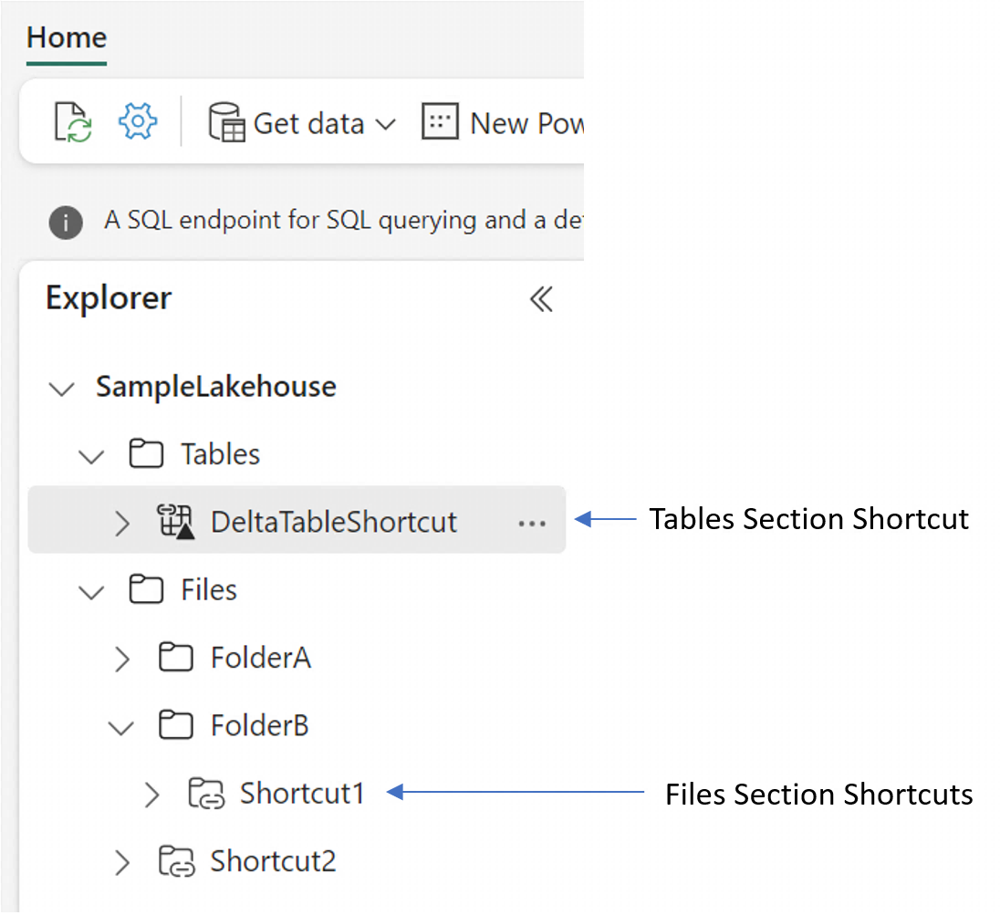 Home
Get data New Pow
A SQL endpoint for SQL querying and a de
Explorer
SampleLakehouse
Tables
DeltaTableShortcut ... Tables Section Shortcut
Files
FolderA
FolderB
Shortcut1 Files Section Shortcuts
Shortcut2